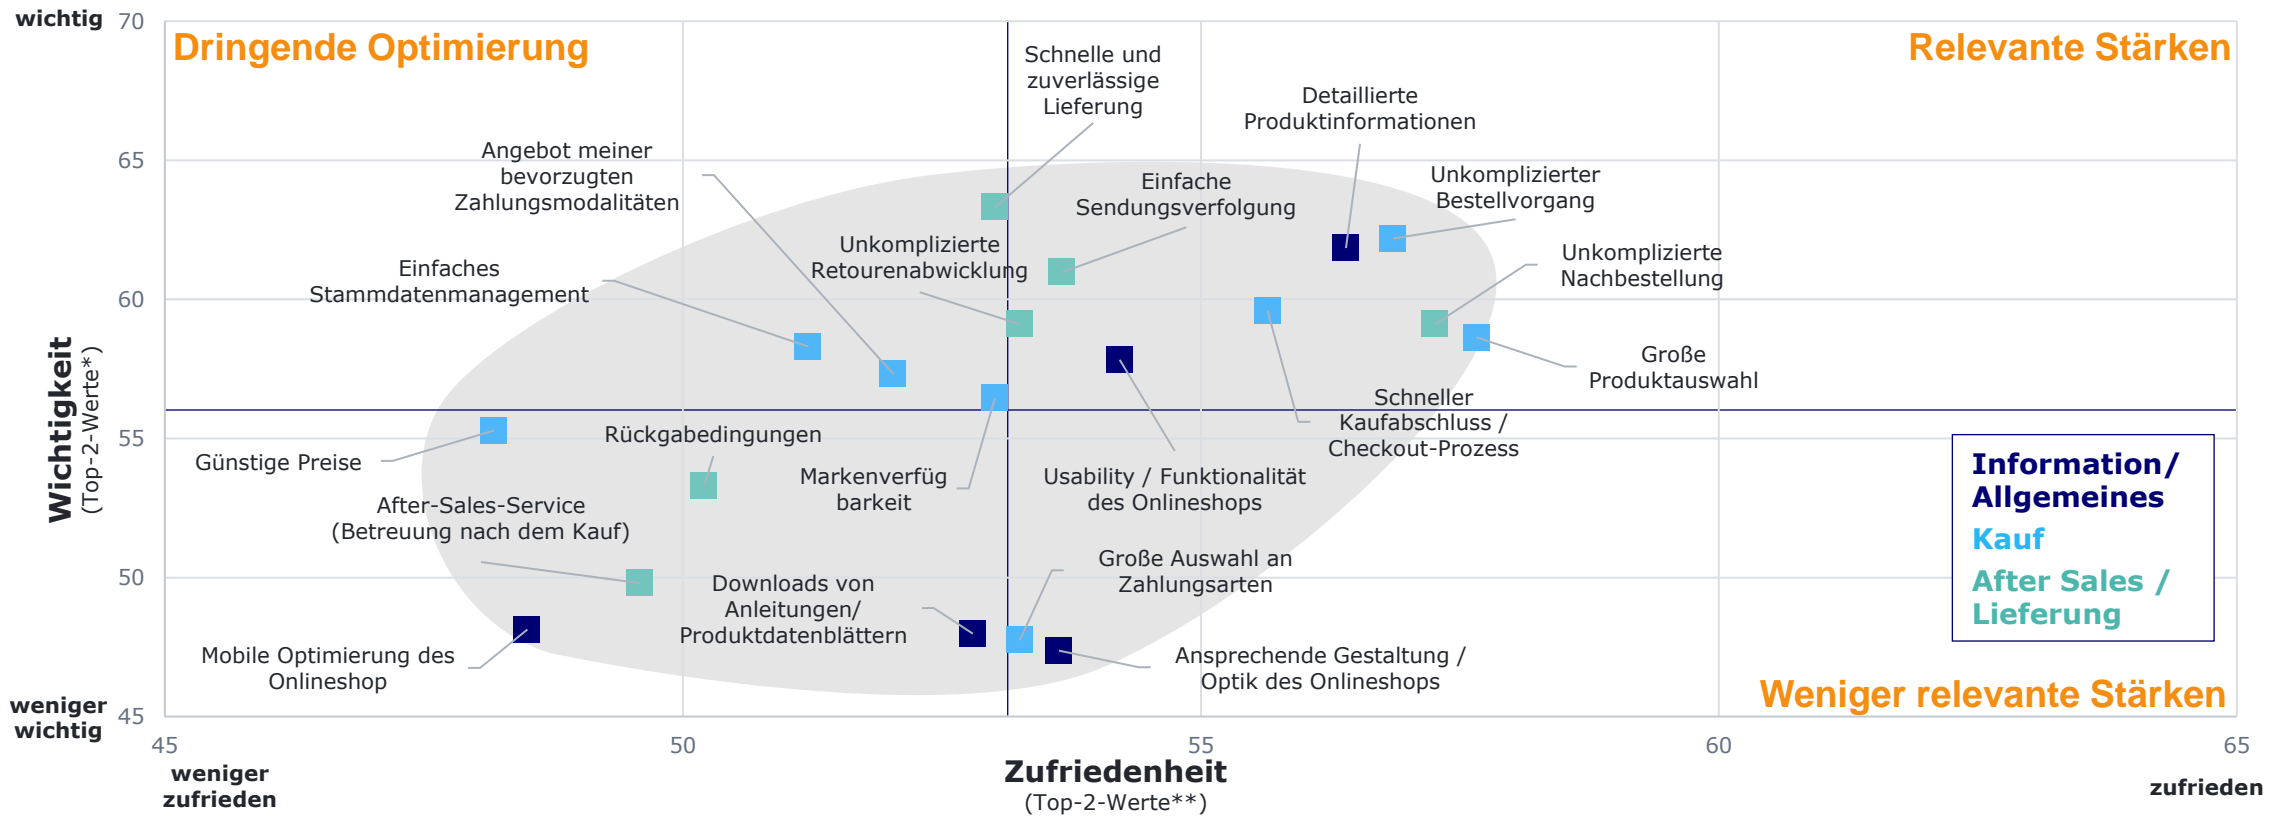 wichtig
70
Dringende Optimierung
Relevante Stärken
Schnelle und
zuverlässige
Lieferung
Detaillierte
Produktinformationen
Angebot meiner
bevorzugten
Zahlungsmodalitäten
65
Einfache
Sendungsverfolgung
Unkomplizierter
Bestellvorgang
Unkomplizierte
Retourenabwicklung
Unkomplizierte
Nachbestellung
Einfaches
Stammdatenmanagement
60
Große
Produktauswahl
Schneller
Kaufabschluss /
Checkout-Prozess
Wichtigkeit
(Top-2-Werte*)
55
Günstige Preise
Rückgabedingungen
Markenverfüg
barkeit
Usability / Funktionalität
des Onlineshops
After-Sales-Service
(Betreuung nach dem Kauf)
Information/
Allgemeines
Kauf
After Sales /
Lieferung
50
Große Auswahl an
Zahlungsarten
Downloads von
Anleitungen/
Produktdatenblättern
Mobile Optimierung des
Onlineshop
Ansprechende Gestaltung /
Optik des Onlineshops
Weniger relevante Stärken
weniger
wichtig
45
45
50
55
60
65
weniger
zufrieden
Zufriedenheit
(Top-2-Werte**)
zufrieden